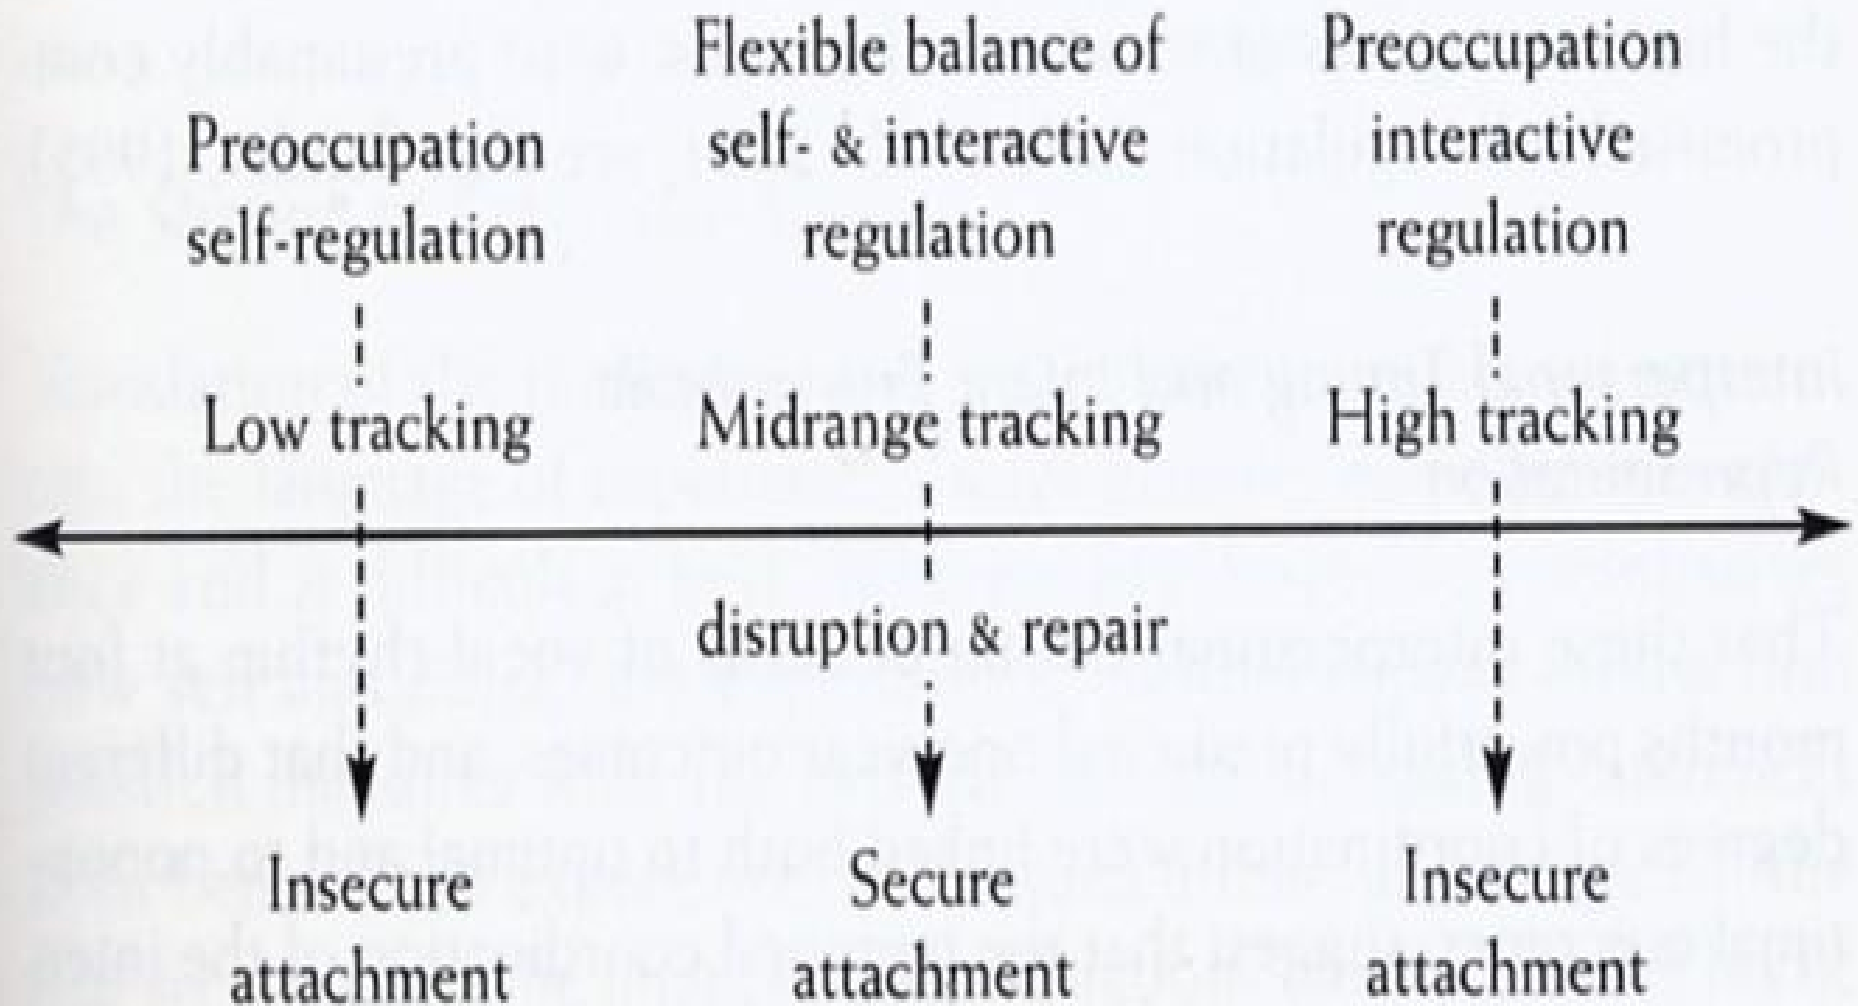 Preoccupation
self-regulation
Flexible balance of
self- & interactive
regulation
Preoccupation
interactive
regulation
Low tracking
Midrange tracking
High tracking
disruption & repair
Insecure
attachment
Secure
attachment
Insecure
attachment